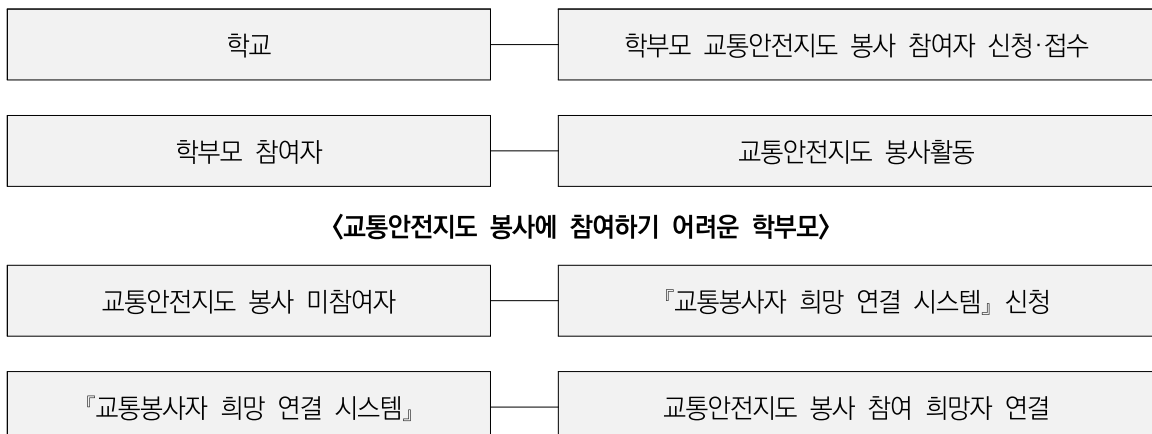 학교
학부모 교통안전지도 봉사 참여자 신청·접수
학부모 참여자
교통안전지도 봉사활동
〈교통안전지도 봉사에 참여하기 어려운 학부모〉
교통안전지도 봉사 미참여자
『교통봉사자 희망 연결 시스템』 신청
『교통봉사자 희망 연결 시스템』
교통안전지도 봉사 참여 희망자 연결